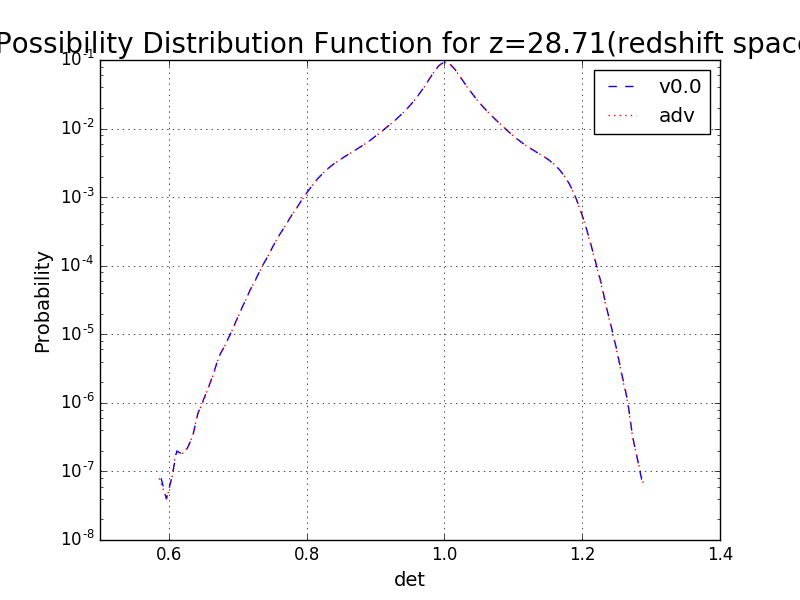 Possibility Distribution Function for z=28.71(redshift space
10^-1
10^-2
10^-3
10^-4
10^-5
10^-6
10^-7
10^-8
Probability
v0.0
adv
0.6 0.8 1.0 1.2 1.4
det